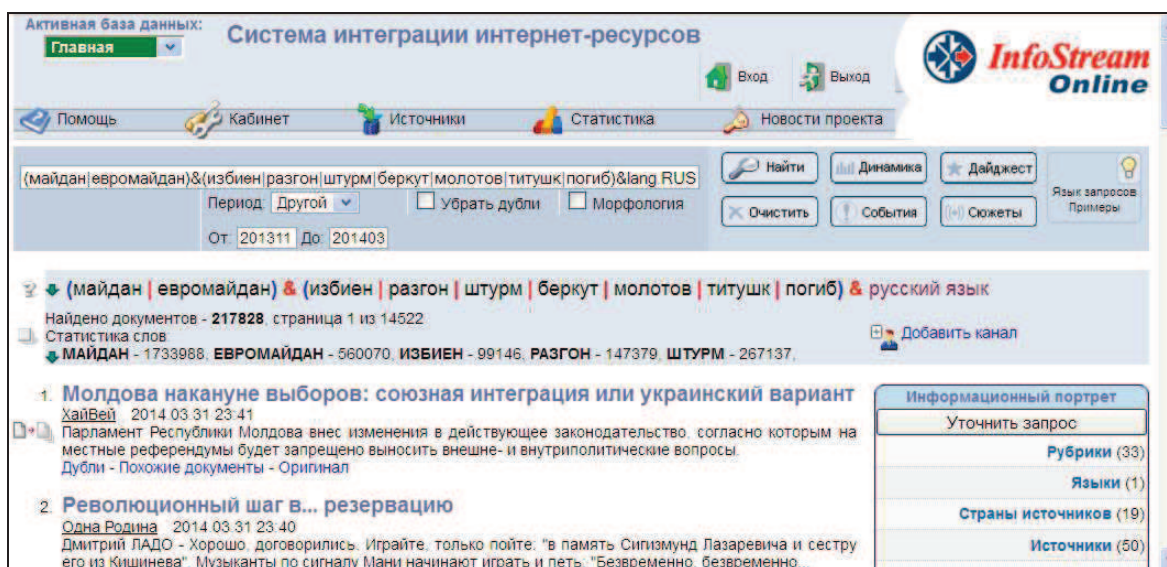 Активная база данных:
Главная
Система интеграции интернет-ресурсов
Вход
Выход
InfoStream
Online
Помощь
Кабинет
Источники
Статистика
Новости проекта
(майдан|евромайдан)&(избиен|разгон|штурм|беркут|молотов|титушк|погиб)&lang.RUS
Найти
Динамика
Дайджест
Период: Другой
Убрать дубли
Морфология
Очистить
События
Сюжеты
Язык запросов
Примеры
От: 201311 До: 201403
(майдан | евромайдан) & (избиен | разгон | штурм | беркут | молотов | титушк | погиб) & русский язык
Найдено документов - 217828, страница 1 из 14522
Статистика слов:
МАЙДАН - 1733988, ЕВРОМАЙДАН - 560070, ИЗБИЕН - 99146, РАЗГОН - 147379, ШТУРМ - 267137,
Добавить канал
1. Молдова накануне выборов: союзная интеграция или украинский вариант
ХайВей 2014.03.31 23:41
Парламент Республики Молдова внес изменения в действующее законодательство, согласно которым на
местные референдумы будет запрещено выносить внешне- и внутриполитические вопросы.
Дубли - Похожие документы - Оригинал
2. Революционный шаг в... резервацию
Одна Родина 2014.03.31 23:40
Дмитрий ЛАДО - Хорошо, договорились. Играйте, только пойте: "в память Сигизмунд Лазаревича и сестру
его из Кишинева". Музыканты по сигналу Мани начинают играть и петь: "Безвременно, безвременно...
Информационный портрет
Уточнить запрос
Рубрики (33)
Языки (1)
Страны источников (19)
Источники (50)